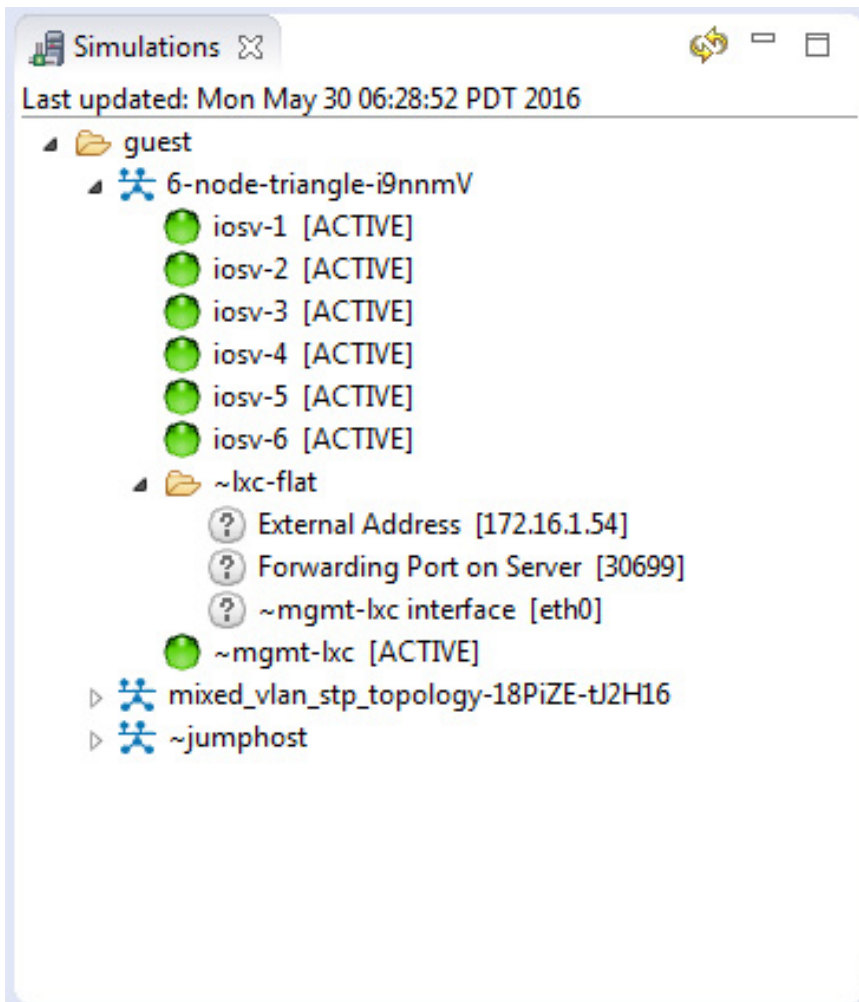 Simulations
Last updated: Mon May 30 06:28:52 PDT 2016
guest
6-node-triangle-i9nnmV
iosv-1 [ACTIVE]
iosv-2 [ACTIVE]
iosv-3 [ACTIVE]
iosv-4 [ACTIVE]
iosv-5 [ACTIVE]
iosv-6 [ACTIVE]
~lxc-flat
? External Address [172.16.1.54]
? Forwarding Port on Server [30699]
? ~mgmt-lxc interface [eth0]
~mgmt-lxc [ACTIVE]
mixed_vlan_stp_topology-18PiZE-tJ2H16
~jumphost